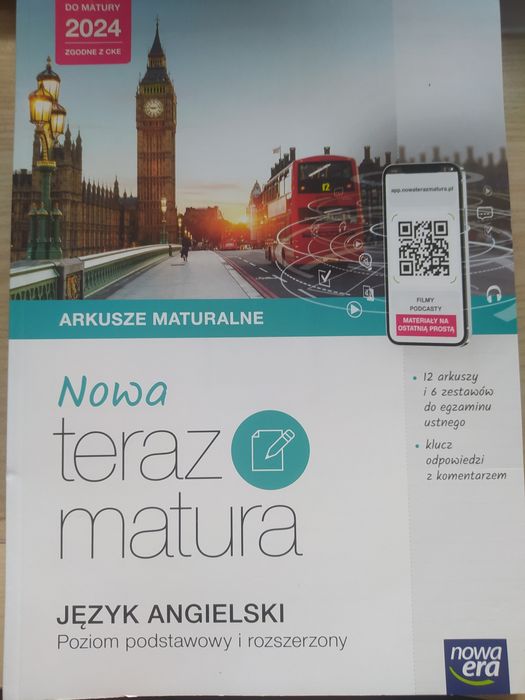 DO MATURY
2024
ZGODNE Z CKE
12
app.nowaterazmatura.pl
FILMY
PODCASTY
MATERIAŁY NA
OSTATNIĄ PROSTĄ
ARKUSZE MATURALNE
Nowa
teraz
matura
• 12 arkuszy
i 6 zestawów
do egzaminu
ustnego
• klucz
odpowiedzi
z komentarzem
JĘZYK ANGIELSKI
Poziom podstawowy i rozszerzony
nowa
era